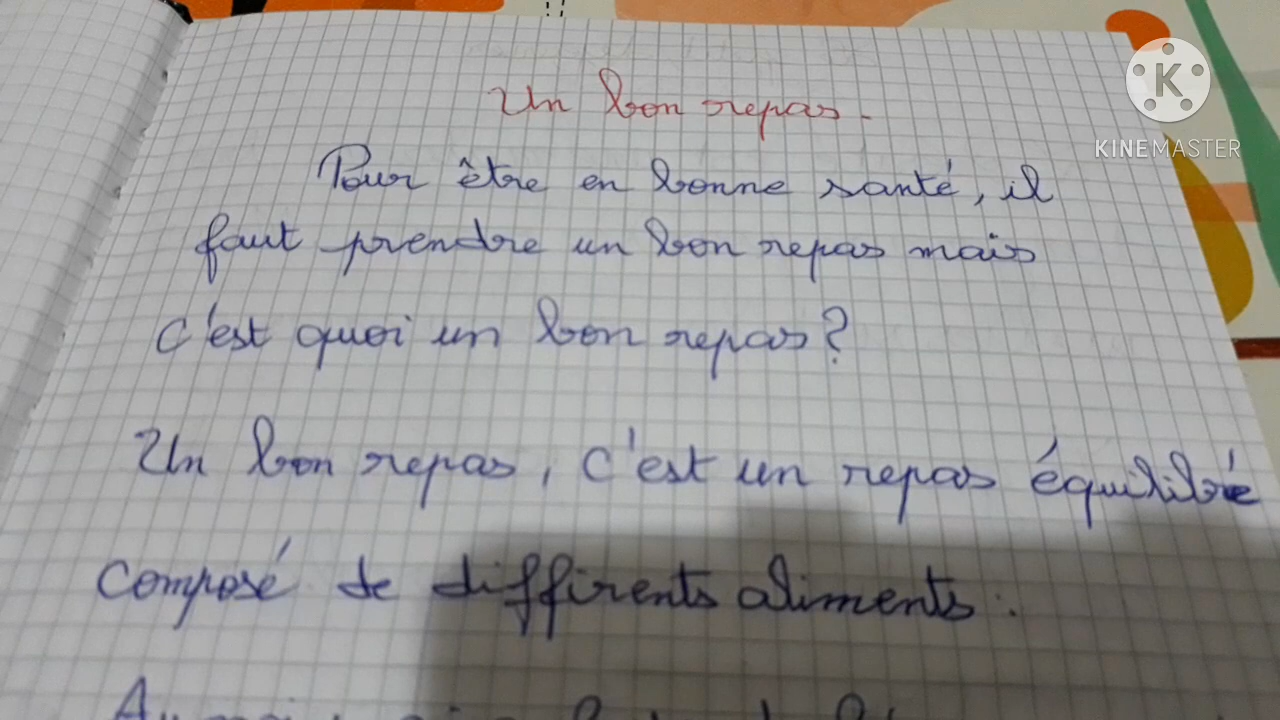 Un bon repas.
Pour être en bonne santé, il
faut prendre un bon repas mais
c'est quoi un bon repas?
Un bon repas, c'est un repas équilibré
composé de diffirents aliments :
K
KINEMASTER